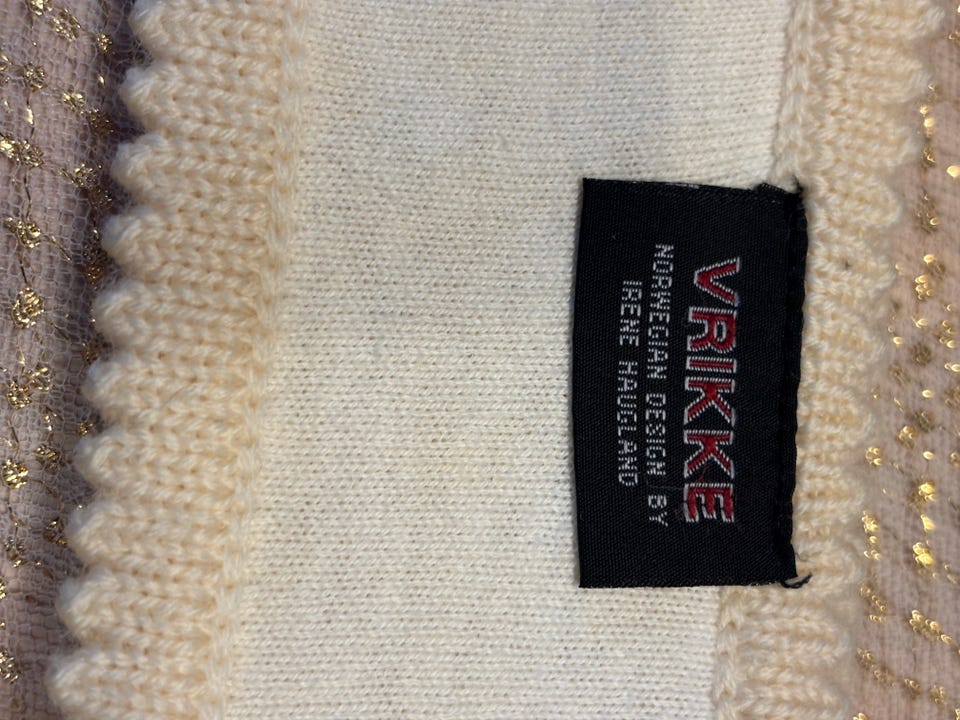 VRIKKE
NORWEGIAN DESIGN BY
IRENE HAUGLAND